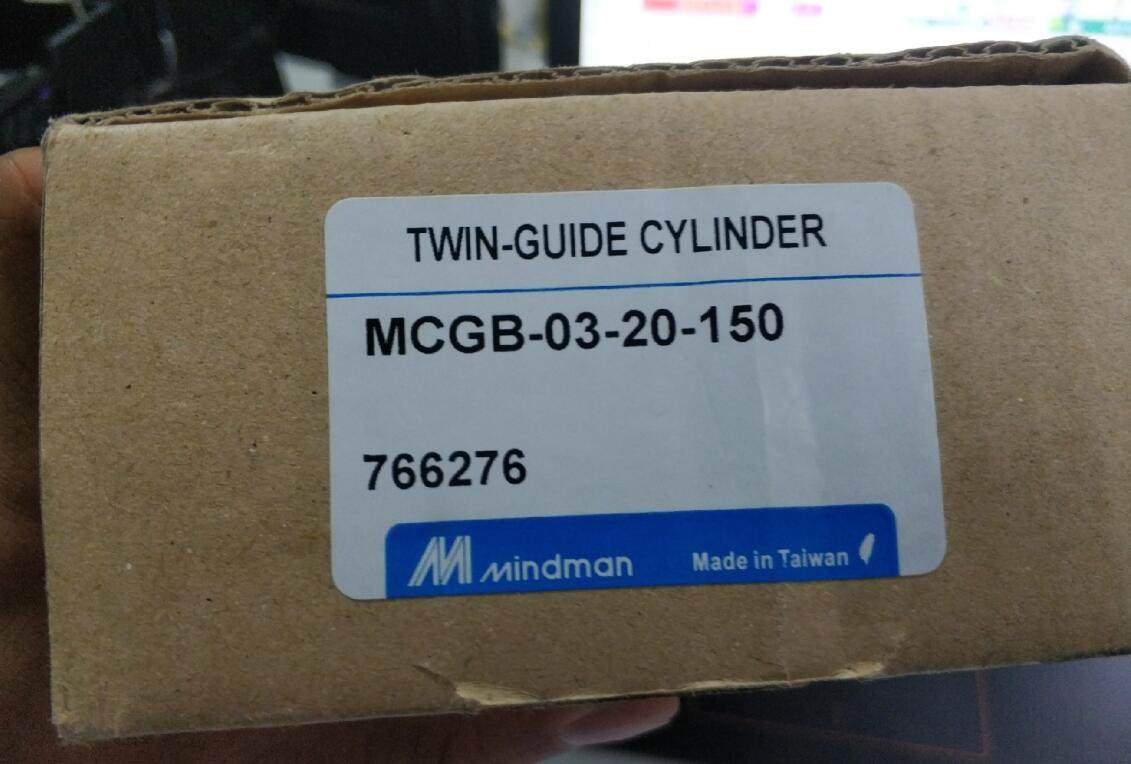 TWIN-GUIDE CYLINDER
MCGB-03-20-150
766276
mindman Made in Taiwan